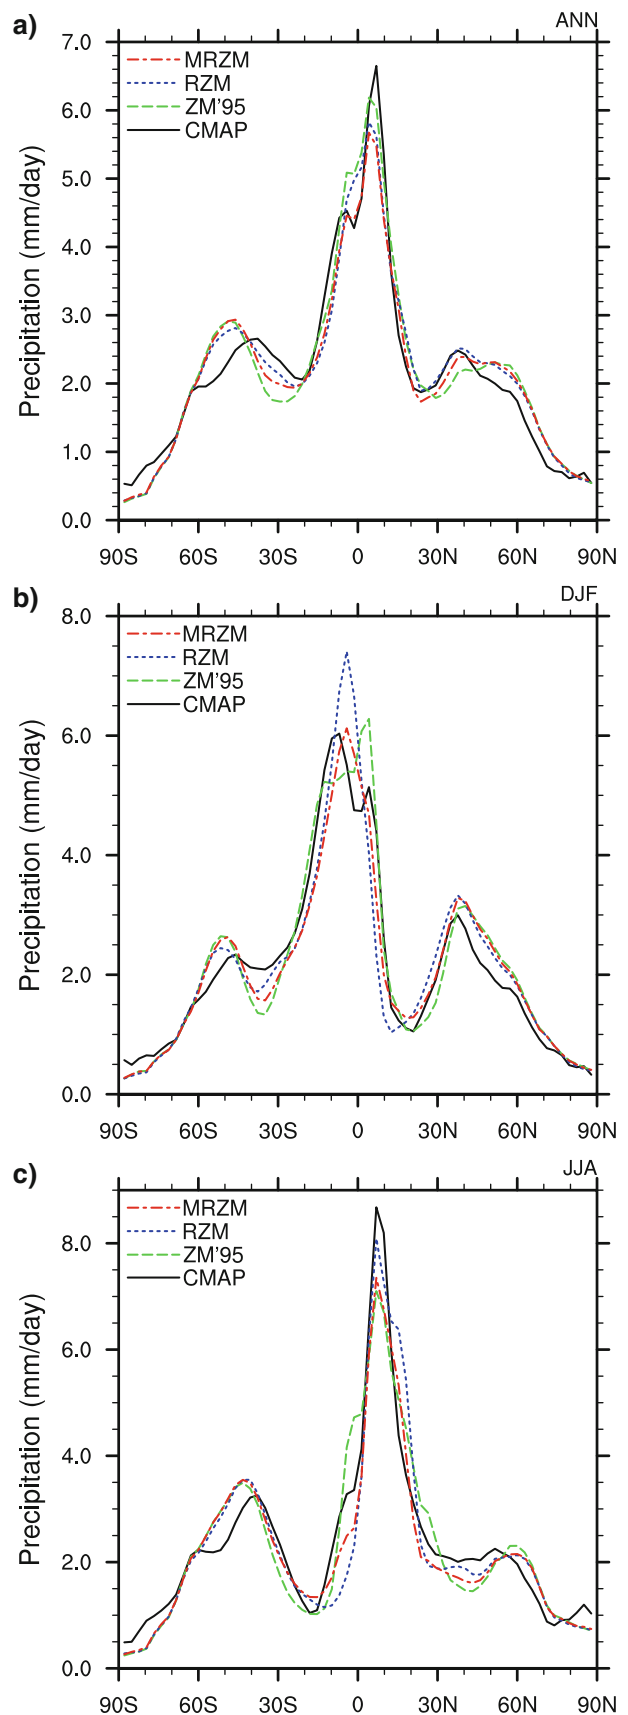 a)
ANN
7.0
6.0
5.0
4.0
3.0
2.0
1.0
0.0
Precipitation (mm/day)
MRZM
RZM
ZM'95
CMAP
90S 60S 30S 0 30N 60N 90N
b)
DJF
8.0
6.0
4.0
2.0
0.0
Precipitation (mm/day)
MRZM
RZM
ZM'95
CMAP
90S 60S 30S 0 30N 60N 90N
c)
JJA
8.0
6.0
4.0
2.0
0.0
Precipitation (mm/day)
MRZM
RZM
ZM'95
CMAP
90S 60S 30S 0 30N 60N 90N